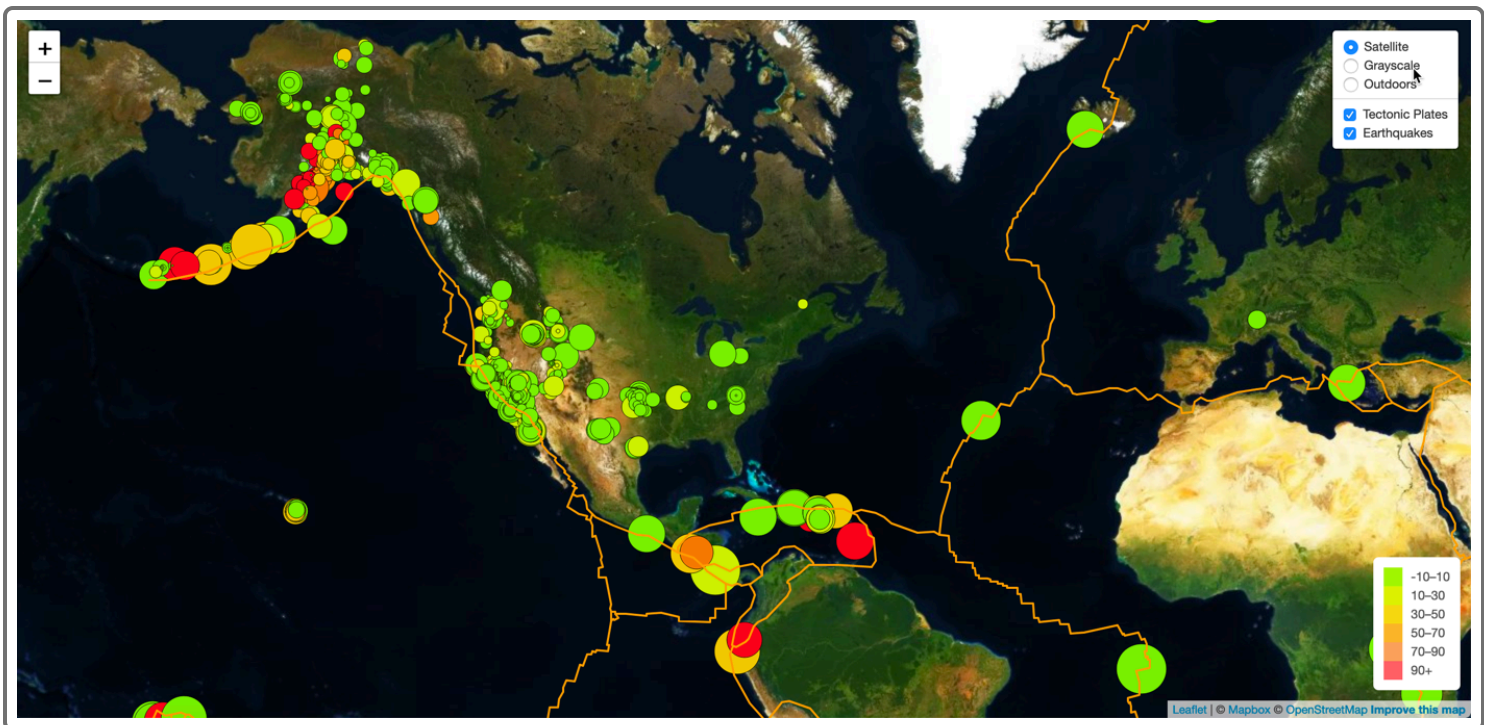 +
−
Satellite
Grayscale
Outdoors
Tectonic Plates
Earthquakes
-10–10
10–30
30–50
50–70
70–90
90+
Leaflet | © Mapbox © OpenStreetMap Improve this map